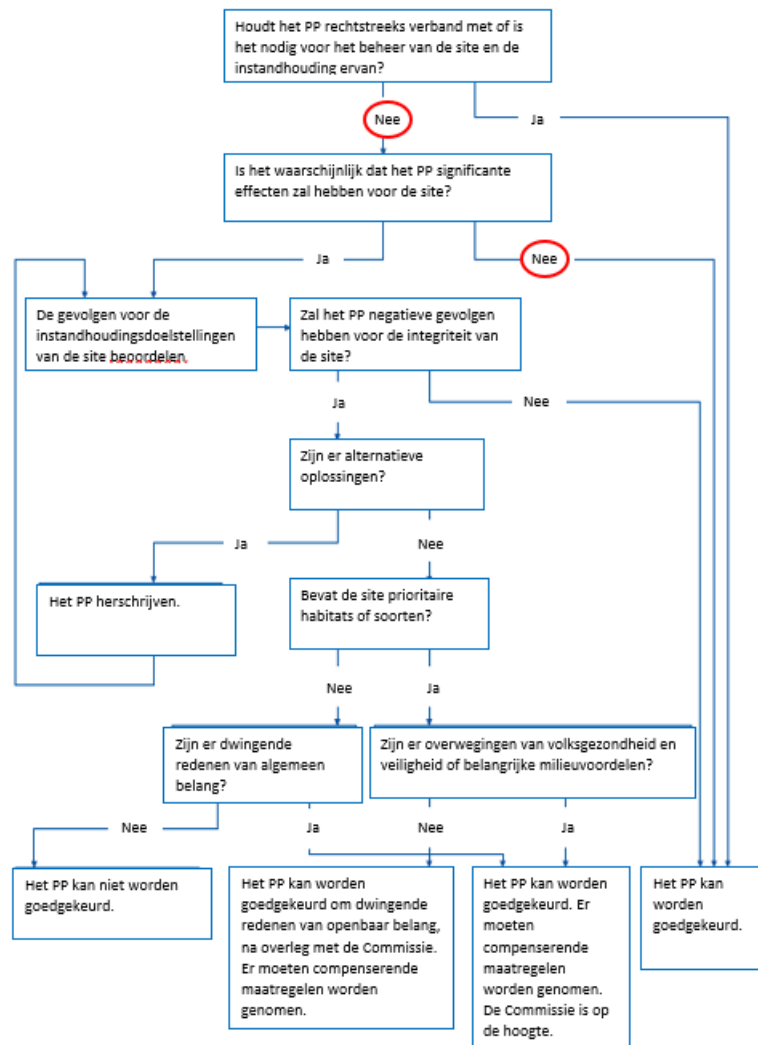 Houdt het PP rechtstreeks verband met of is
het nodig voor het beheer van de site en de
instandhouding ervan?
Nee
Ja
Is het waarschijnlijk dat het PP significante
effecten zal hebben voor de site?
Ja
Nee
De gevolgen voor de
instandhoudingsdoelstellingen
van de site beoordelen
Zal het PP negatieve gevolgen
hebben voor de integriteit van
de site?
Ja
Nee
Zijn er alternatieve
oplossingen?
Ja
Nee
Het PP herschrijven.
Bevat de site prioritaire
habitats of soorten?
Nee
Ja
Zijn er dwingende
redenen van algemeen
belang?
Zijn er overwegingen van volksgezondheid en
veiligheid of belangrijke milieuvoordelen?
Nee
Ja
Nee
Ja
Het PP kan niet worden
goedgekeurd.
Het PP kan worden
goedgekeurd om dwingende
redenen van openbaar belang,
na overleg met de Commissie.
Er moeten compenserende
maatregelen worden
genomen.
Het PP kan worden
goedgekeurd. Er
moeten
compenserende
maatregelen
worden genomen.
De Commissie is op
de hoogte.
Het PP kan
worden
goedgekeurd.